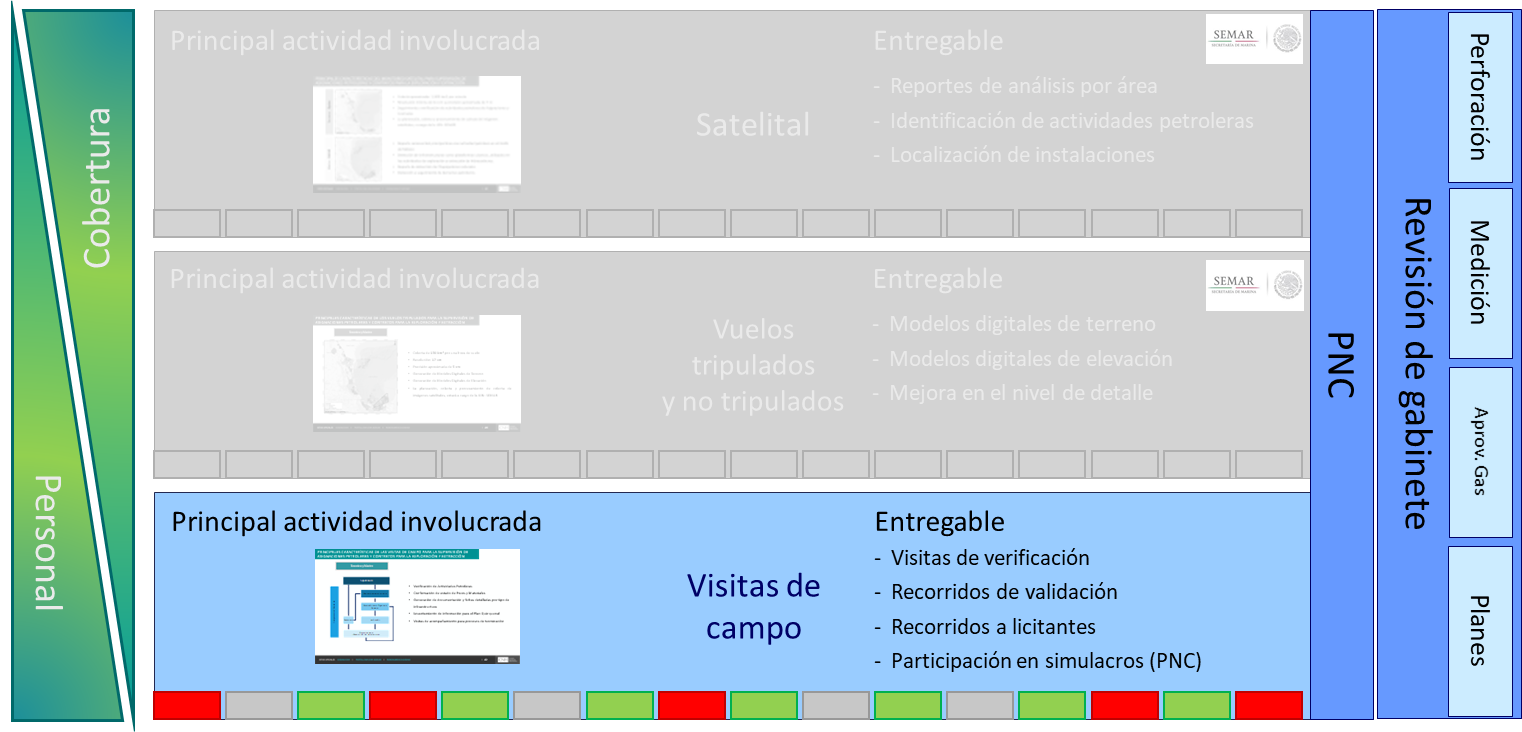 Cobertura
Personal
Principal actividad involucrada
Satelital
Entregable
- Reportes de análisis por área
- Identificación de actividades petroleras
- Localización de instalaciones
SEMAR
SECRETARÍA DE MARINA
Principal actividad involucrada
Vuelos
tripulados
y no tripulados
Entregable
- Modelos digitales de terreno
- Modelos digitales de elevación
- Mejora en el nivel de detalle
SEMAR
SECRETARÍA DE MARINA
Principal actividad involucrada
Visitas de
campo
Entregable
- Visitas de verificación
- Recorridos de validación
- Recorridos a licitantes
- Participación en simulacros (PNC)
PNC
Revisión de gabinete
Perforación
Medición
Aprov. Gas
Planes